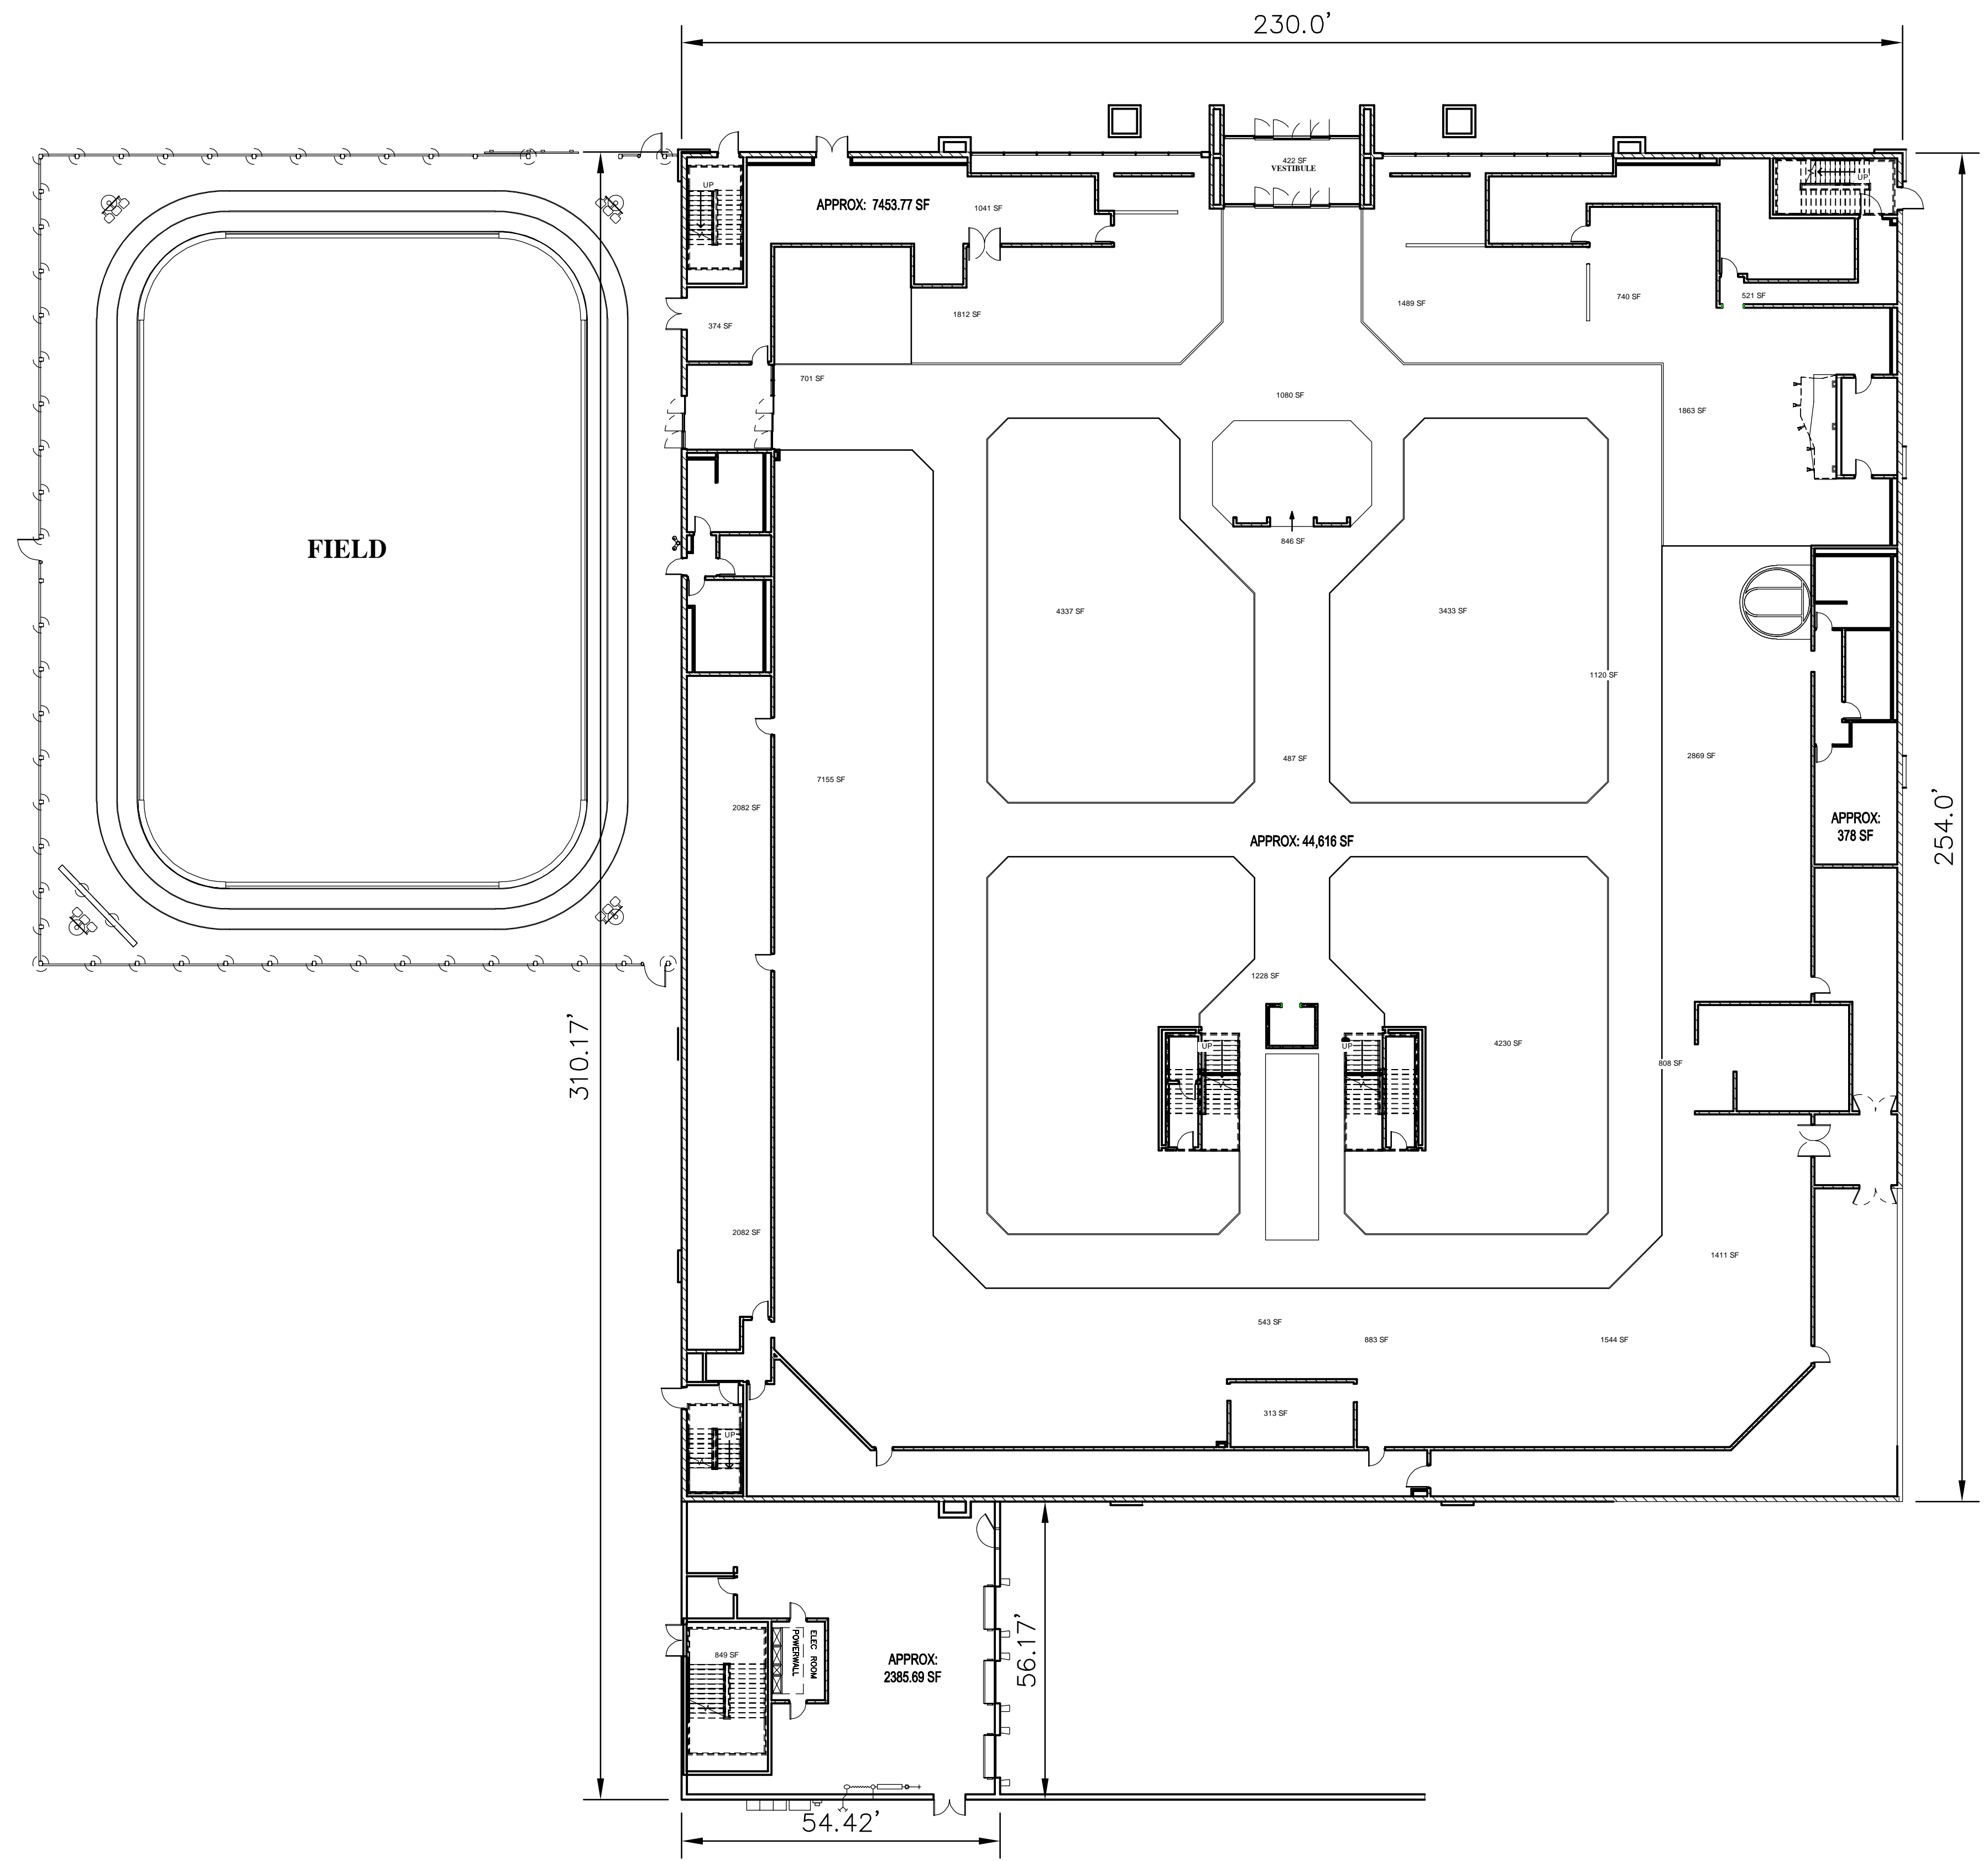 230.0'
422 SF
VESTIBULE
UP
UP
APPROX: 7453.77 SF
1041 SF
521 SF
740 SF
1489 SF
1812 SF
374 SF
701 SF
1080 SF
1863 SF
846 SF
FIELD
4337 SF
3433 SF
1120 SF
2869 SF
487 SF
7155 SF
2082 SF
APPROX:
378 SF
254.0'
APPROX: 44,616 SF
1228 SF
310.17'
UP
UP
4230 SF
808 SF
2082 SF
1411 SF
543 SF
883 SF
1544 SF
313 SF
UP
56.17'
849 SF
ELEC ROOM
POWERWALL
APPROX:
2385.69 SF
54.42'